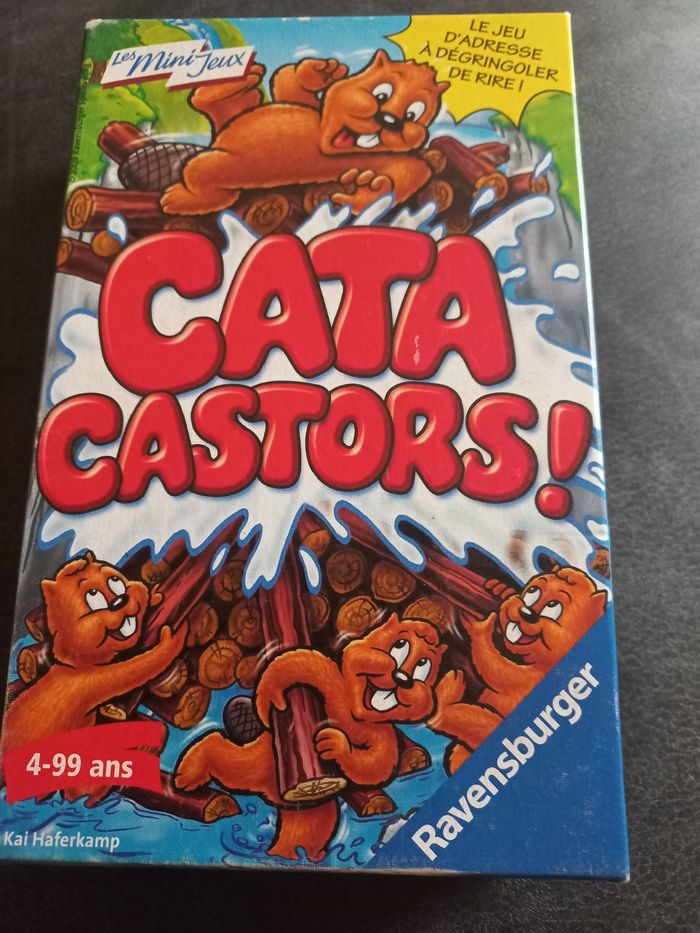 Les Mini-Jeux
LE JEU
D'ADRESSE
À DÉGRINGOLER
DE RIRE !
CATA
CASTORS!
4-99 ans
Kai Haferkamp
Ravensburger